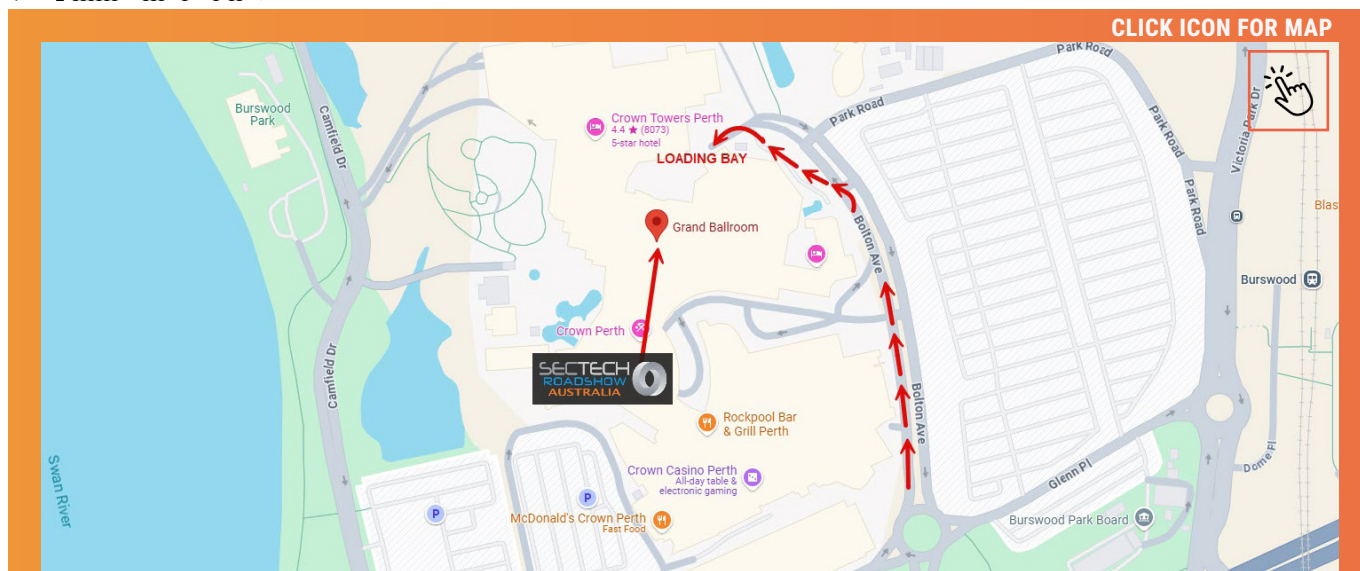 CLICK ICON FOR MAP
Park Road
Burswood
Park
Camfield Dr
Crown Towers Perth
4.4 ★ (8073)
5-star hotel
LOADING BAY
Park Road
Park Road
Park Road
Victoria Park Dr
Blas
Grand Ballroom
Bolton Ave
Burswood
Crown Perth
SECTECH
ROADSHOW
AUSTRALIA
Camfield Dr
Bolton Ave
Rockpool Bar
& Grill Perth
Swan River
Crown Casino Perth
All-day table &
electronic gaming
Glenn Pl
Dome Pl
P
P
McDonald's Crown Perth
Fast Food
Burswood Park Board